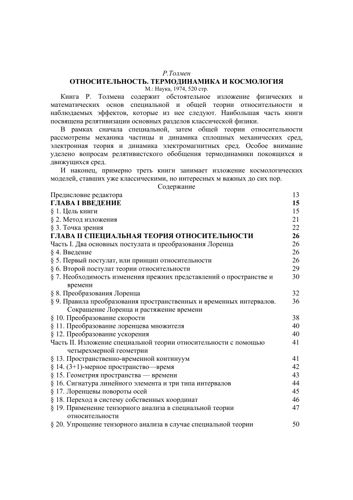 Р.Толмен
ОТНОСИТЕЛЬНОСТЬ. ТЕРМОДИНАМИКА И КОСМОЛОГИЯ
М.: Наука, 1974, 520 стр.
Книга Р. Толмена содержит обстоятельное изложение физических и
математических основ специальной и общей теории относительности и
наблюдаемых эффектов, которые из нее следуют. Наибольшая часть книги
посвящена релятивизации основных разделов классической физики.
В рамках сначала специальной, затем общей теории относительности
рассмотрены механика частицы и динамика сплошных механических сред,
электронная теория и динамика электромагнитных сред. Особое внимание
уделено вопросам релятивистского обобщения термодинамики покоящихся и
движущихся сред.
И наконец, примерно треть книги занимает изложение космологических
моделей, ставших уже классическими, но интересных м важных до сих пор.
Содержание
Предисловие редактора 13
ГЛАВА I ВВЕДЕНИЕ 15
§ 1. Цель книги 15
§ 2. Метод изложения 21
§ 3. Точка зрения 22
ГЛАВА II СПЕЦИАЛЬНАЯ ТЕОРИЯ ОТНОСИТЕЛЬНОСТИ 26
Часть I. Два основных постулата и преобразования Лоренца 26
§ 4. Введение 26
§ 5. Первый постулат, или принцип относительности 26
§ 6. Второй постулат теории относительности 29
§ 7. Необходимость изменения прежних представлений о пространстве и 30
времени
§ 8. Преобразования Лоренца 32
§ 9. Правила преобразования пространственных и временных интервалов. 36
Сокращение Лоренца и растяжение времени
§ 10. Преобразование скорости 38
§ 11. Преобразование лоренцева множителя 40
§ 12. Преобразование ускорения 40
Часть II. Изложение специальной теории относительности с помощью 41
четырехмерной геометрии
§ 13. Пространственно-временной континуум 41
§ 14. (3+1)-мерное пространство—время 42
§ 15. Геометрия пространства — времени 43
§ 16. Сигнатура линейного элемента и три типа интервалов 44
§ 17. Лоренцевы повороты осей 45
§ 18. Переход в систему собственных координат 46
§ 19. Применение тензорного анализа в специальной теории 47
относительности
§ 20. Упрощение тензорного анализа в случае специальной теории 50